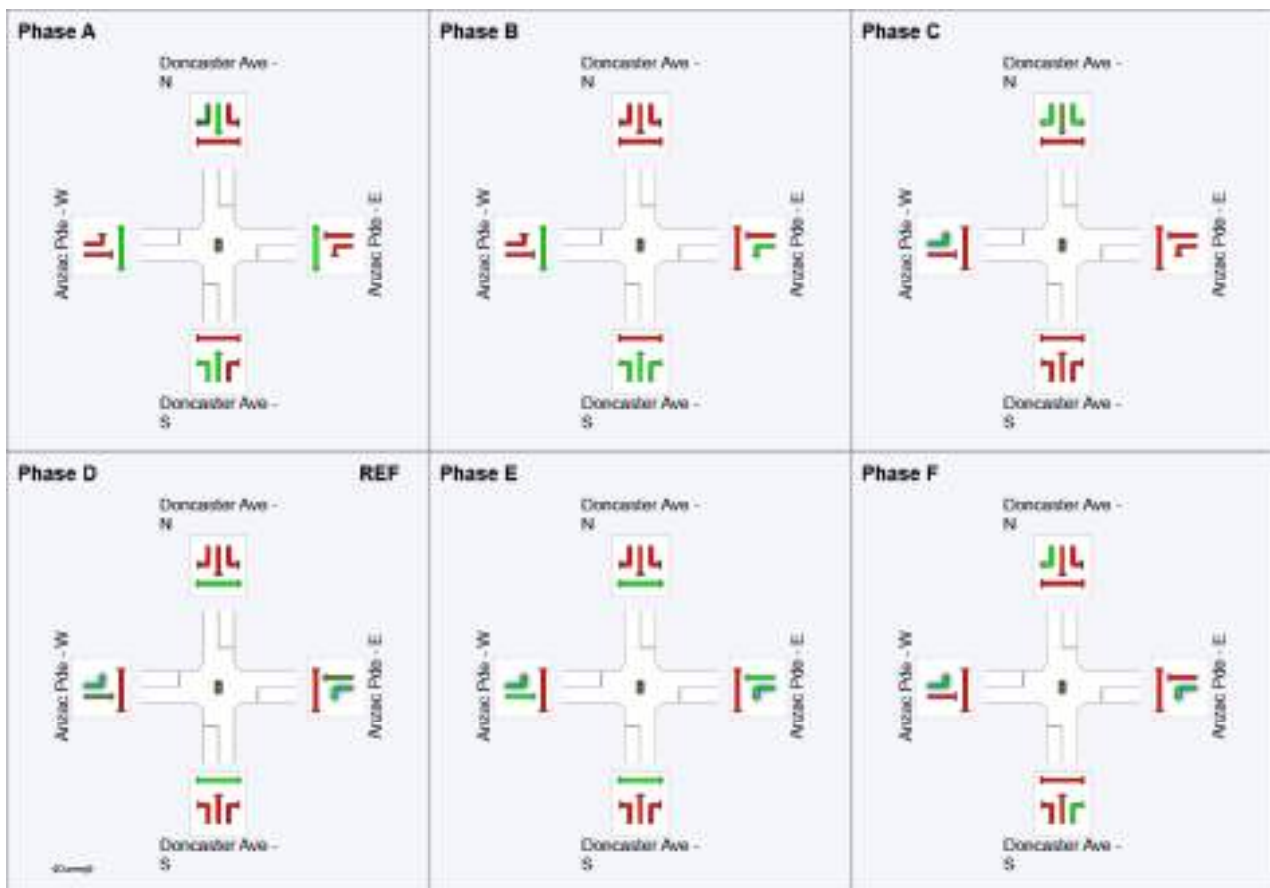 Phase A
Doncaster Ave -
N
Anzac Pde - W
Anzac Pde - E
Doncaster Ave -
S
Phase B
Doncaster Ave -
N
Anzac Pde - W
Anzac Pde - E
Doncaster Ave -
S
Phase C
Doncaster Ave -
N
Anzac Pde - W
Anzac Pde - E
Doncaster Ave -
S
Phase D REF
Doncaster Ave -
N
Anzac Pde - W
Anzac Pde - E
Doncaster Ave -
S
Phase E
Doncaster Ave -
N
Anzac Pde - W
Anzac Pde - E
Doncaster Ave -
S
Phase F
Doncaster Ave -
N
Anzac Pde - W
Anzac Pde - E
Doncaster Ave -
S